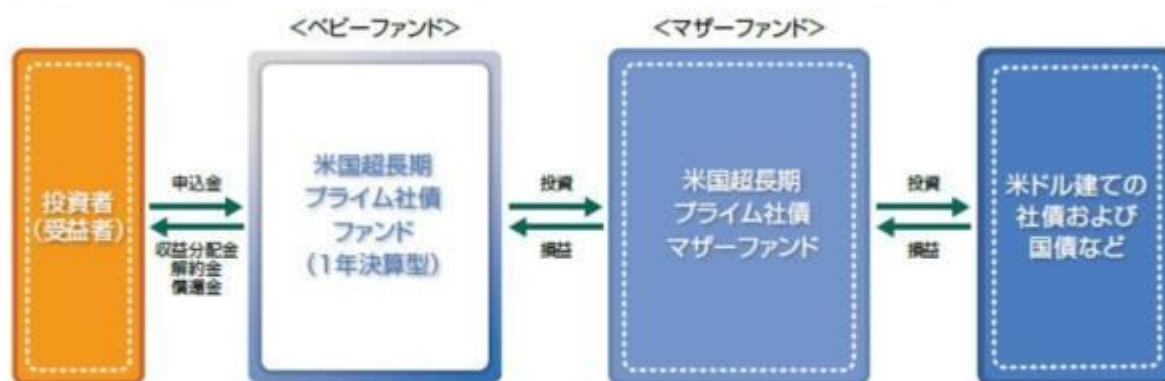 <ベビーファンド>
<マザーファンド>
投資者
(受益者)
申込金
収益分配金
解約金
償還金
米国超長期
プライム社債
ファンド
(1年決算型)
投資
損益
米国超長期
プライム社債
マザーファンド
投資
損益
米ドル建ての
社債および
国債など